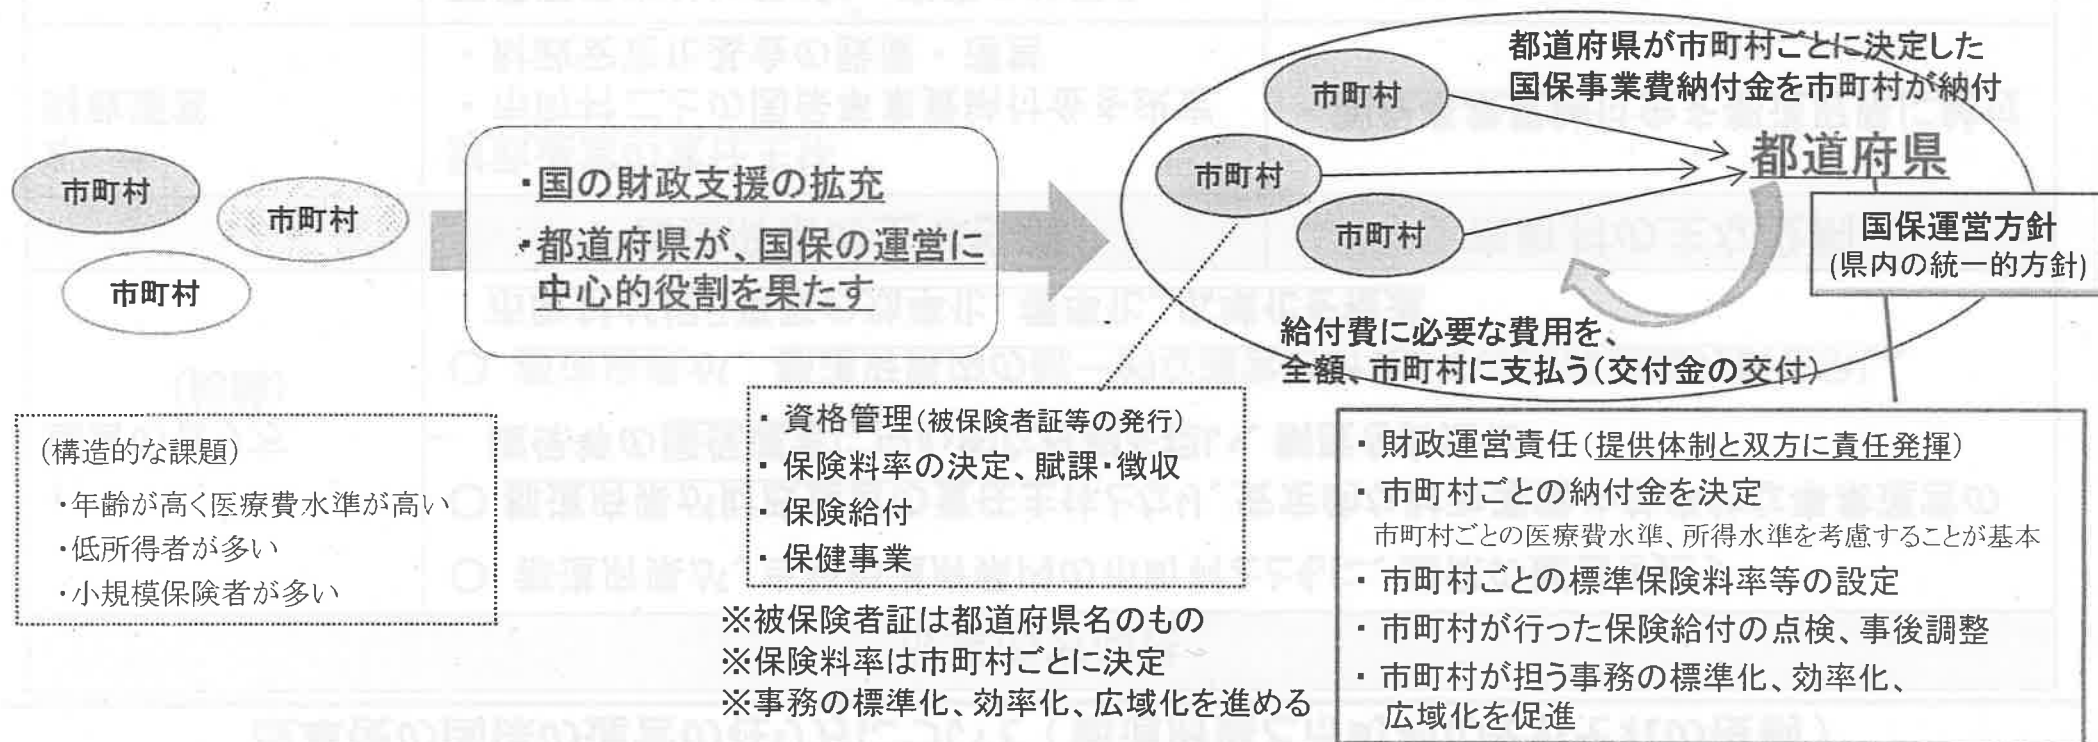 市町村
市町村
市町村
・国の財政支援の拡充
・都道府県が、国保の運営に
中心的役割を果たす
都道府県が市町村ごとに決定した
国保事業費納付金を市町村が納付
市町村
市町村
市町村
都道府県
国保運営方針
(県内の統一的方針)
給付費に必要な費用を、
全額、市町村に支払う(交付金の交付)
(構造的な課題)
・年齢が高く医療費水準が高い
・低所得者が多い
・小規模保険者が多い
・資格管理(被保険者証等の発行)
・保険料率の決定、賦課・徴収
・保険給付
・保健事業
※被保険者証は都道府県名のもの
※保険料率は市町村ごとに決定
※事務の標準化、効率化、広域化を進める
・財政運営責任(提供体制と双方に責任発揮)
・市町村ごとの納付金を決定
市町村ごとの医療費水準、所得水準を考慮することが基本
・市町村ごとの標準保険料率等の設定
・市町村が行った保険給付の点検、事後調整
・市町村が担う事務の標準化、効率化、
広域化を促進